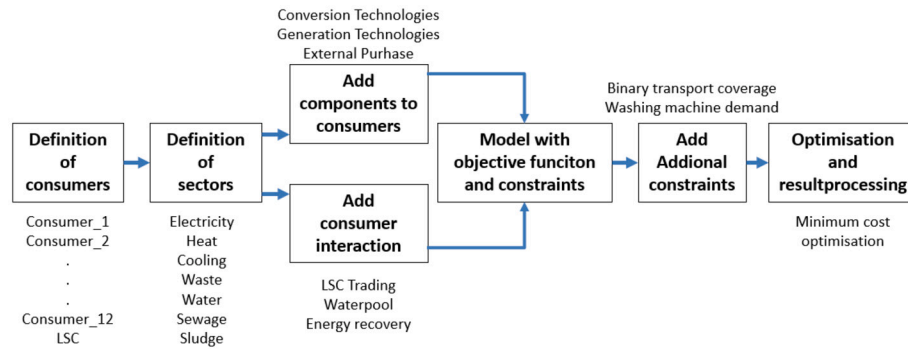 Conversion Technologies
Generation Technologies
External Purhase
Add
components to
consumers
Binary transport coverage
Washing machine demand
Definition
of
consumers
Definition
of
sectors
Model with
objective funciton
and constraints
Add
Addional
constraints
Optimisation
and
resultprocessing
Add
consumer
interaction
Consumer_1
Consumer_2
.
.
.
Consumer_12
LSC
Electricity
Heat
Cooling
Waste
Water
Sewage
Sludge
LSC Trading
Waterpool
Energy recovery
Minimum cost
optimisation